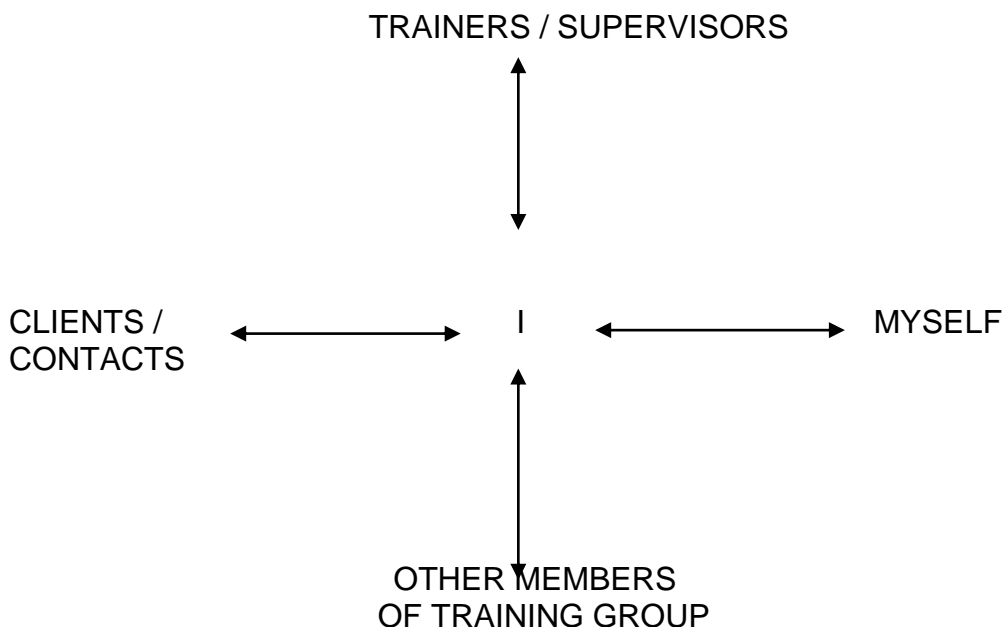 TRAINERS / SUPERVISORS
CLIENTS /
CONTACTS
I
MYSELF
OTHER MEMBERS
OF TRAINING GROUP